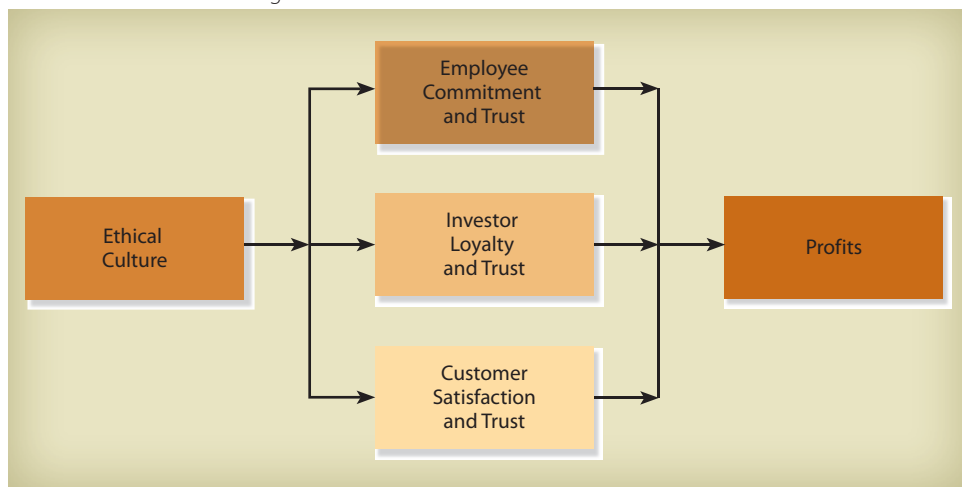 Ethical
Culture
Employee
Commitment
and Trust
Investor
Loyalty
and Trust
Customer
Satisfaction
and Trust
Profits